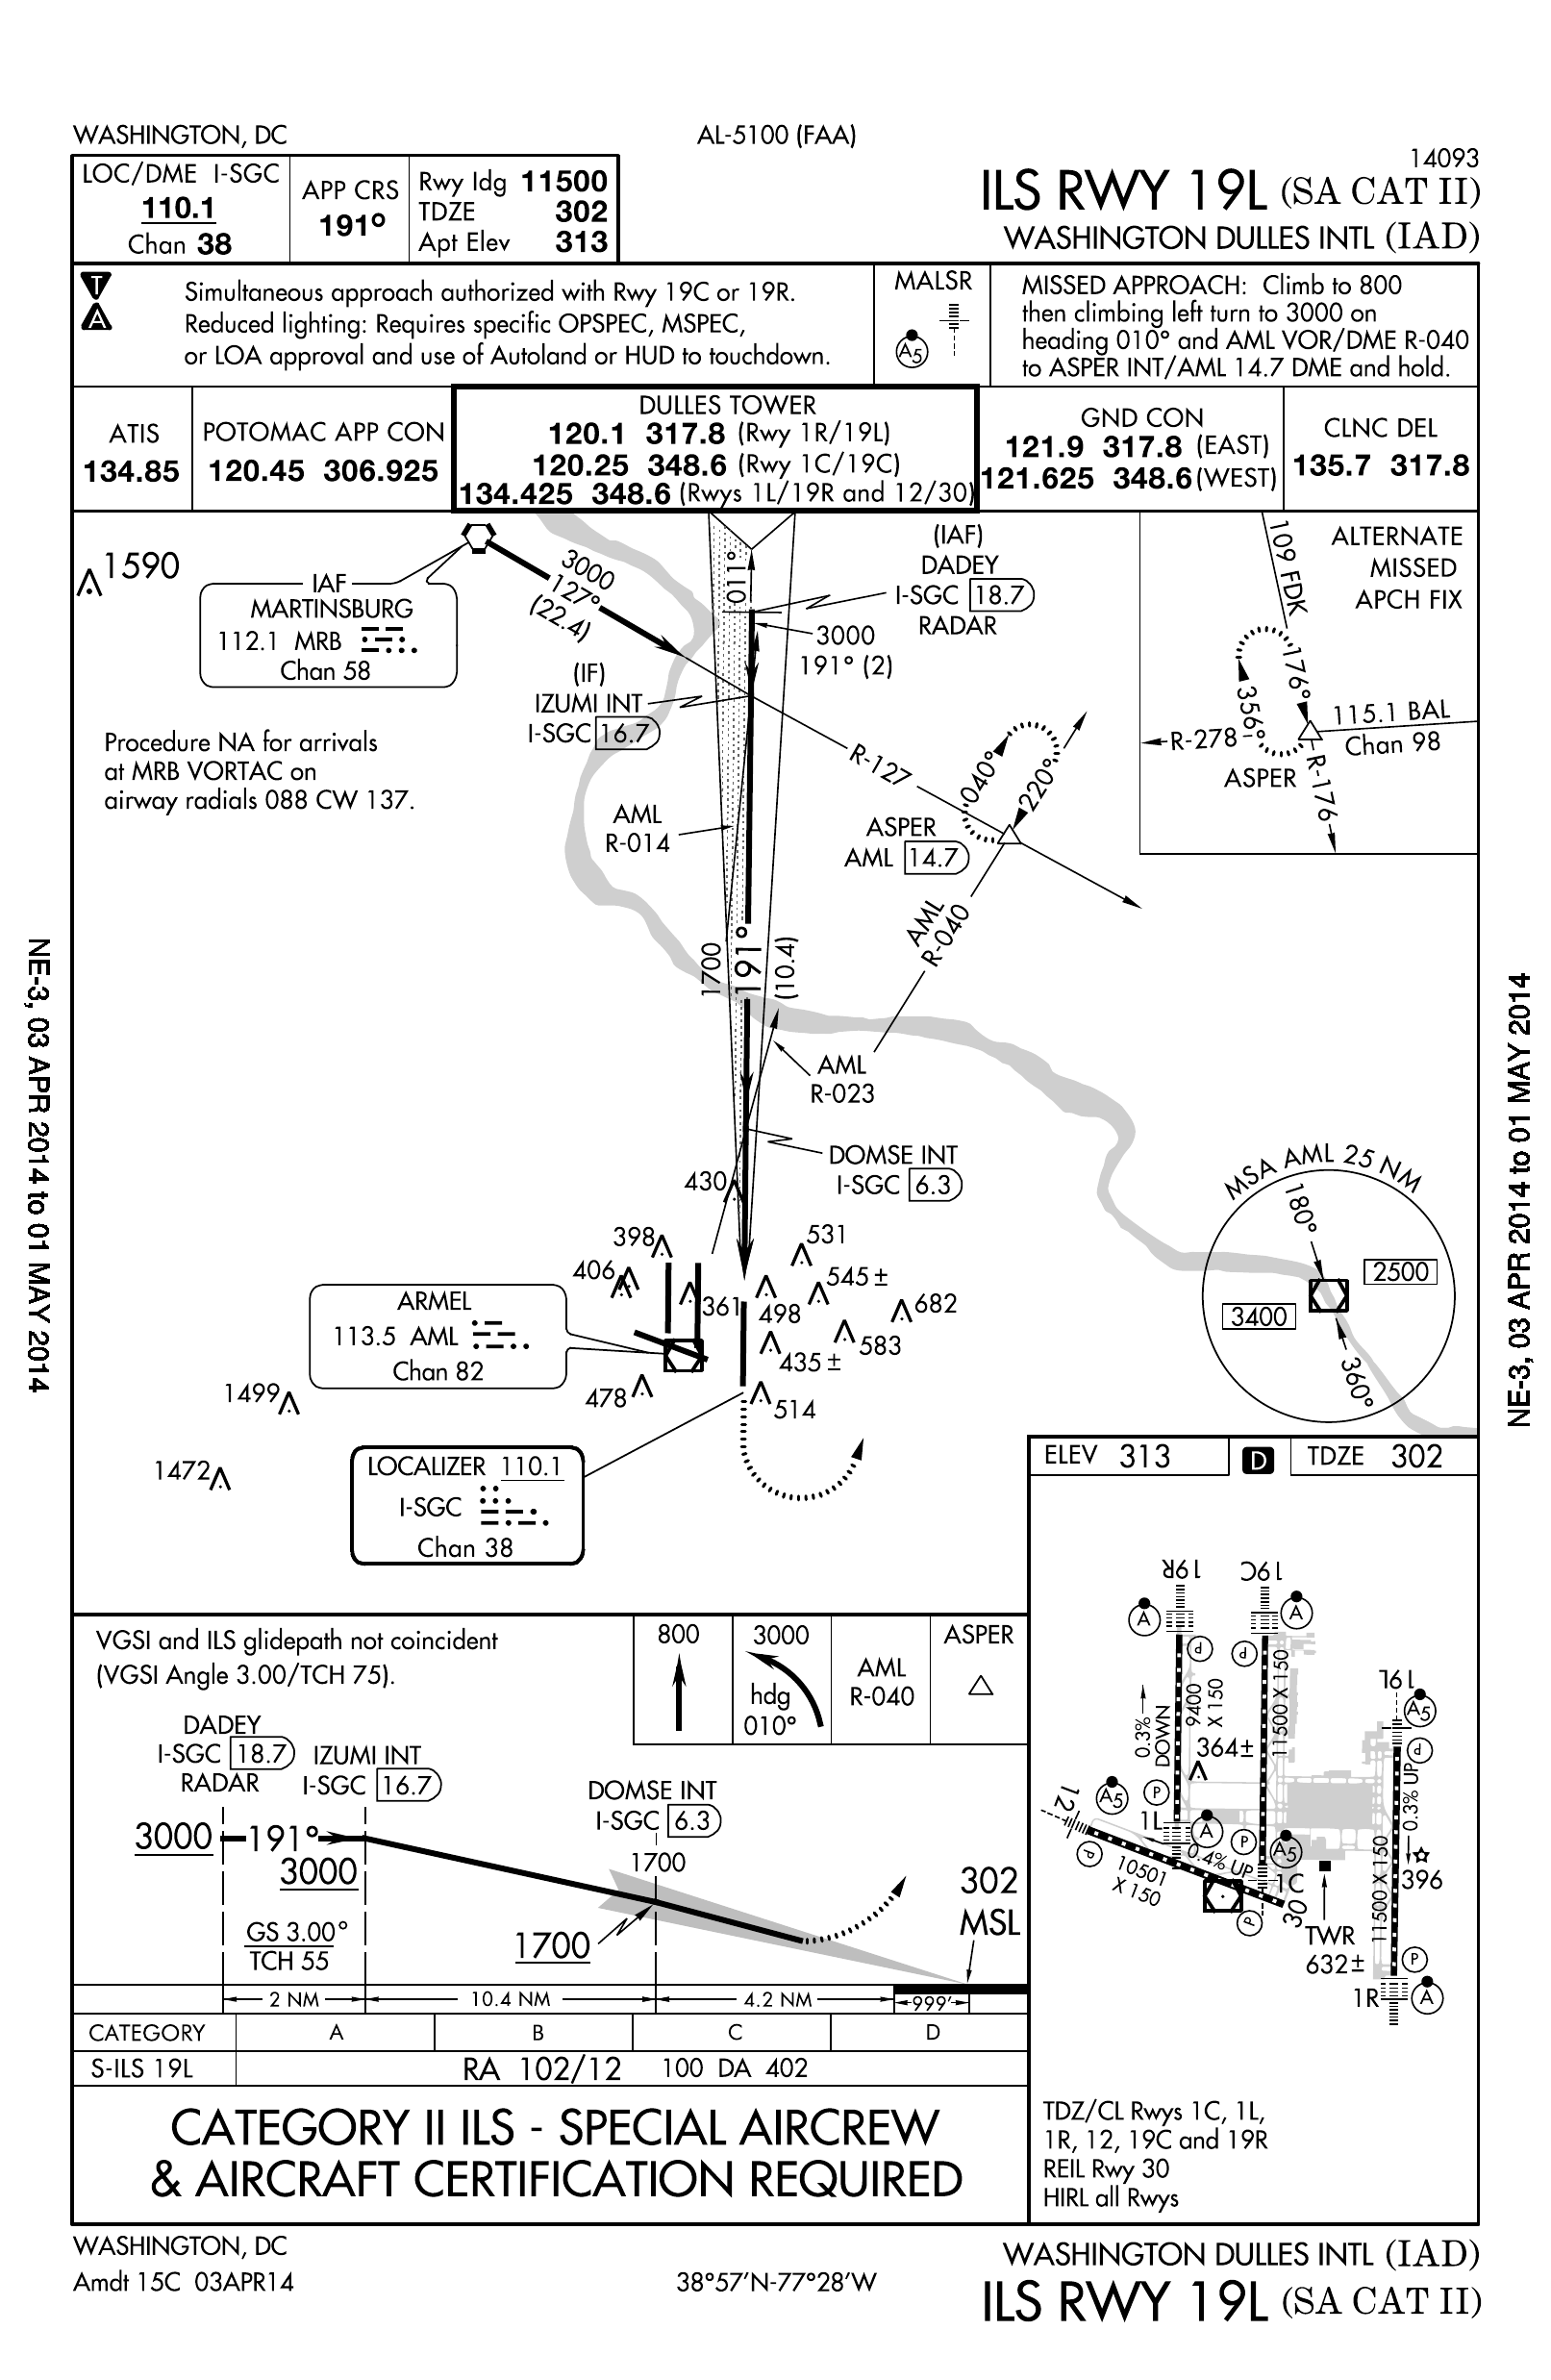 WASHINGTON, DC
AL-5100 (FAA)
14093
ILS RWY 19L (SA CAT II)
WASHINGTON DULLES INTL (IAD)
LOC/DME I-SGC
110.1
Chan 38
APP CRS
191°
Rwy ldg 11500
TDZE 302
Apt Elev 313
T
A
Simultaneous approach authorized with Rwy 19C or 19R.
Reduced lighting: Requires specific OPSPEC, MSPEC,
or LOA approval and use of Autoland or HUD to touchdown.
MALSR
A5
MISSED APPROACH: Climb to 800
then climbing left turn to 3000 on
heading 010° and AML VOR/DME R-040
to ASPER INT/AML 14.7 DME and hold.
ATIS
134.85
POTOMAC APP CON
120.45 306.925
DULLES TOWER
120.1 317.8 (Rwy 1R/19L)
120.25 348.6 (Rwy 1C/19C)
134.425 348.6 (Rwys 1L/19R and 12/30)
GND CON
121.9 317.8 (EAST)
121.625 348.6 (WEST)
CLNC DEL
135.7 317.8
1590
IAF
MARTINSBURG
112.1 MRB
Chan 58
3000
127°
(22.4)
011°
(IAF)
DADEY
I-SGC 18.7
RADAR
3000
191° (2)
(IF)
IZUMI INT
I-SGC 16.7
Procedure NA for arrivals
at MRB VORTAC on
airway radials 088 CW 137.
AML
R-014
R-127
040°
220°
ASPER
AML 14.7
AML
R-040
109 FDK
ALTERNATE
MISSED
APCH FIX
176°
356°
115.1 BAL
Chan 98
R-278
ASPER
R-176
1700
191°
(10.4)
AML
R-023
DOMSE INT
I-SGC 6.3
430
398
406
361
531
545 ±
498
682
583
435 ±
478
514
1499
1472
ARMEL
113.5 AML
Chan 82
LOCALIZER 110.1
I-SGC
Chan 38
MSA AML 25 NM
180°
2500
3400
360°
NE-3, 03 APR 2014 to 01 MAY 2014
NE-3, 03 APR 2014 to 01 MAY 2014
ELEV 313
D
TDZE 302
19R
19C
A
A
P
P
9400
X 150
11500 X 150
0.3%
DOWN
364±
19L
A5
P
0.3% UP
12
A5
P
1L
A
P
A5
0.4% UP
P
10501
X 150
1C
P
30
TWR
632±
11500 X 150
396
P
1R
A
TDZ/CL Rwys 1C, 1L,
1R, 12, 19C and 19R
REIL Rwy 30
HIRL all Rwys
VGSI and ILS glidepath not coincident
(VGSI Angle 3.00/TCH 75).
800
3000
hdg
010°
AML
R-040
ASPER
DADEY
I-SGC 18.7
RADAR
IZUMI INT
I-SGC 16.7
DOMSE INT
I-SGC 6.3
3000
191°
3000
1700
1700
302
MSL
GS 3.00°
TCH 55
2 NM
10.4 NM
4.2 NM
999'
CATEGORY A B C D
S-ILS 19L RA 102/12 100 DA 402
CATEGORY II ILS - SPECIAL AIRCREW
& AIRCRAFT CERTIFICATION REQUIRED
WASHINGTON, DC
Amdt 15C 03APR14
38°57'N-77°28'W
WASHINGTON DULLES INTL (IAD)
ILS RWY 19L (SA CAT II)